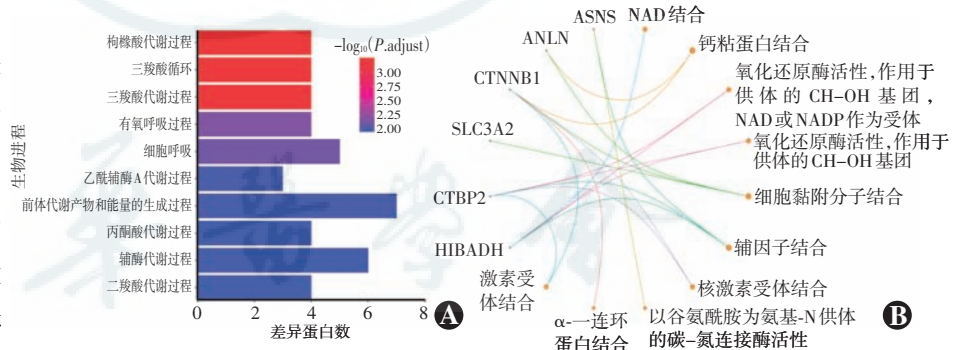 枸橼酸代谢过程
三羧酸循环
三羧酸代谢过程
有氧呼吸过程
细胞呼吸
乙酰辅酶A代谢过程
前体代谢产物和能量的生成过程
丙酮酸代谢过程
辅酶代谢过程
二羧酸代谢过程
生物进程
0 2 4 6 8
差异蛋白数
−log₁₀(P.adjust)
3.00
2.75
2.50
2.25
2.00
A
ASNS
NAD结合
ANLN
钙粘蛋白结合
CTNNB1
氧化还原酶活性,作用于
供体的CH−OH基团,
NAD或NADP作为受体
SLC3A2
氧化还原酶活性,作用于
供体的CH−OH基团
CTBP2
细胞黏附分子结合
HIBADH
辅因子结合
激素受
体结合
核激素受体结合
α-一连环
蛋白结合
以谷氨酰胺为氨基-N供体
的碳−氮连接酶活性
B